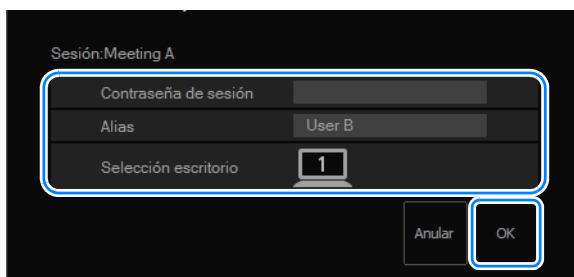 Sesión:Meeting A
Contraseña de sesión
Alias User B
Selección escritorio 1
Anular OK